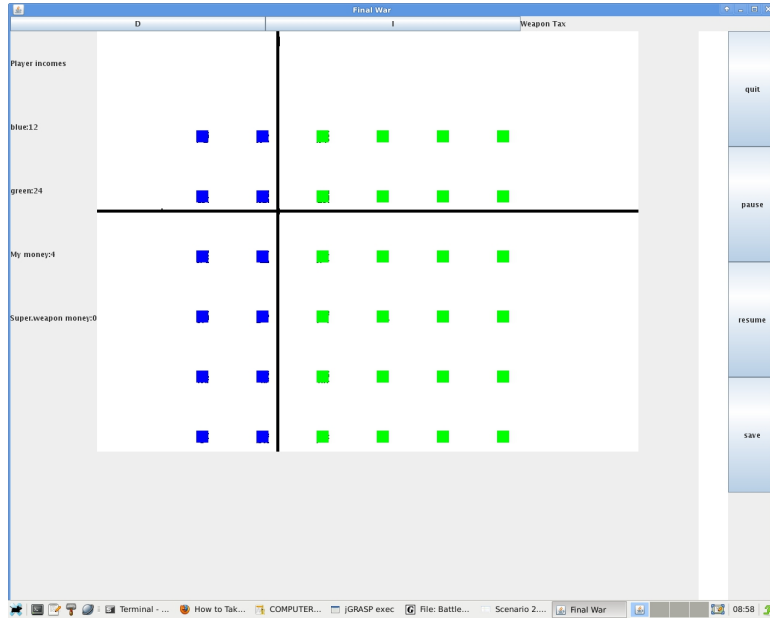 Final War
D I Weapon Tax
Player incomes
quit
blue:12
green:24
pause
My money:4
Super.weapon money:0
resume
save
Terminal - ... How to Tak... COMPUTER... jGRASP exec File: Battle... Scenario 2.... Final War 08:58